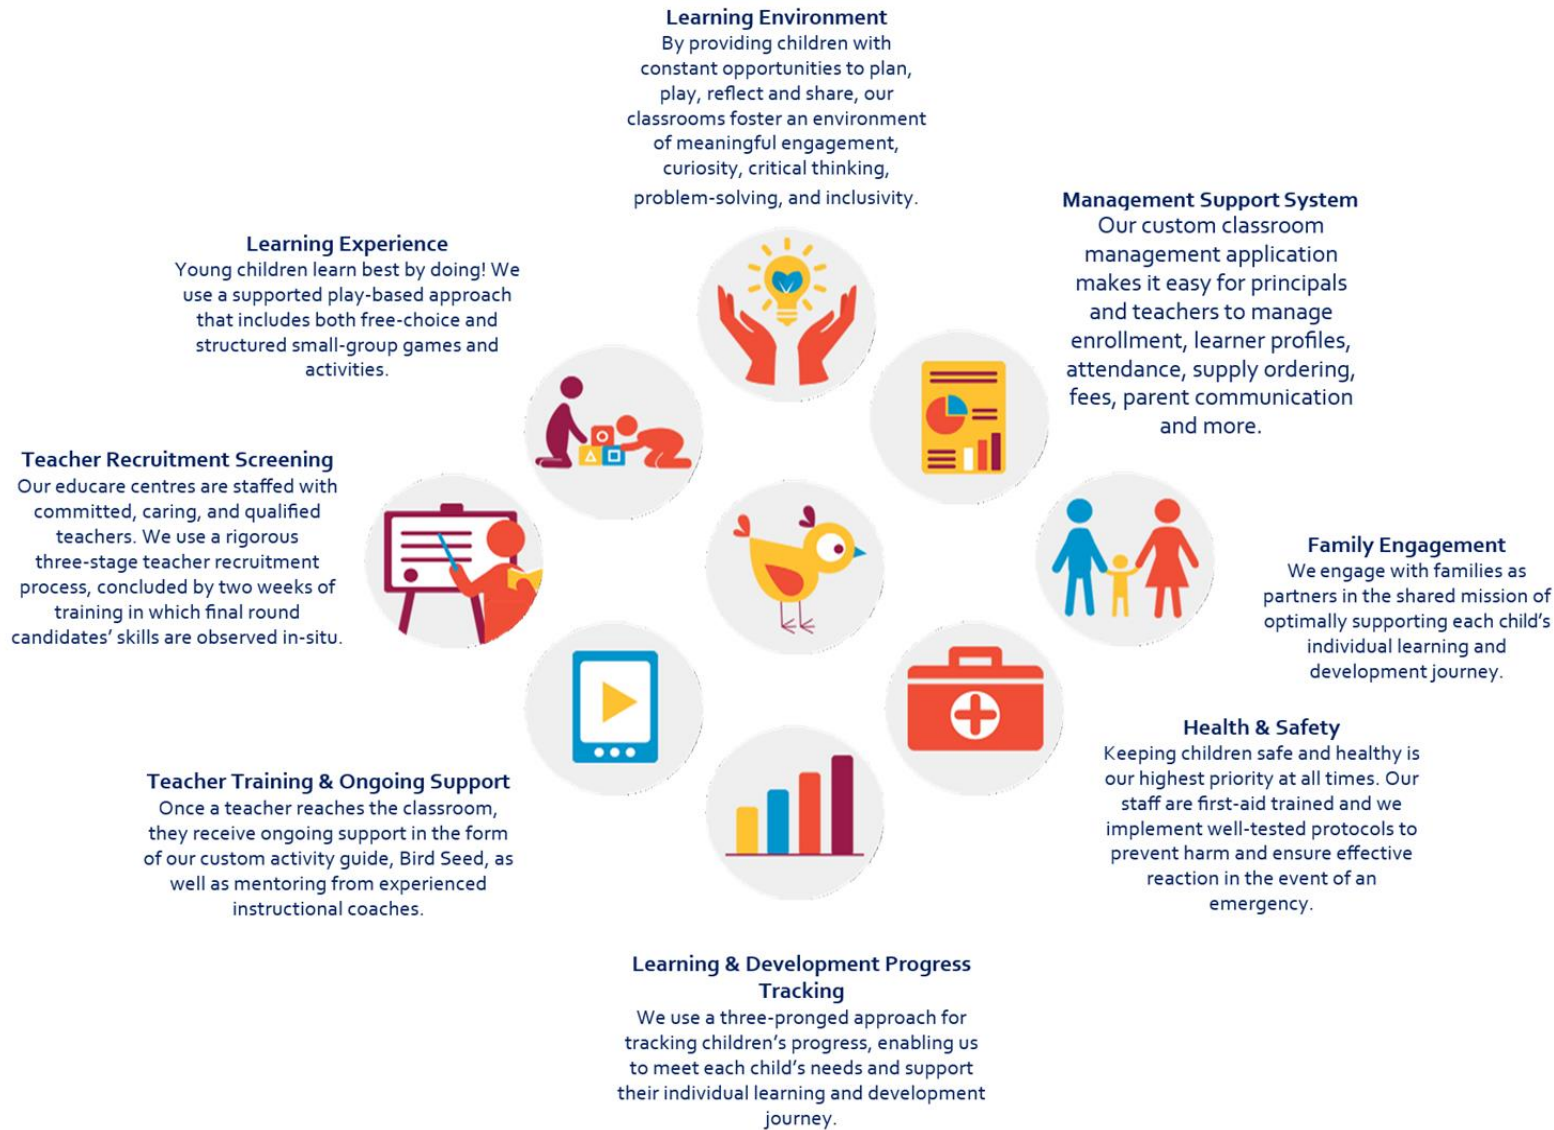 Learning Environment
By providing children with
constant opportunities to plan,
play, reflect and share, our
classrooms foster an environment
of meaningful engagement,
curiosity, critical thinking,
problem-solving, and inclusivity.
Management Support System
Our custom classroom
management application
makes it easy for principals
and teachers to manage
enrollment, learner profiles,
attendance, supply ordering,
fees, parent communication
and more.
Learning Experience
Young children learn best by doing! We
use a supported play-based approach
that includes both free-choice and
structured small-group games and
activities.
Teacher Recruitment Screening
Our educare centres are staffed with
committed, caring, and qualified
teachers. We use a rigorous
three-stage teacher recruitment
process, concluded by two weeks of
training in which final round
candidates’ skills are observed in-situ.
Family Engagement
We engage with families as
partners in the shared mission of
optimally supporting each child’s
individual learning and
development journey.
Health & Safety
Keeping children safe and healthy is
our highest priority at all times. Our
staff are first-aid trained and we
implement well-tested protocols to
prevent harm and ensure effective
reaction in the event of an
emergency.
Teacher Training & Ongoing Support
Once a teacher reaches the classroom,
they receive ongoing support in the form
of our custom activity guide, Bird Seed, as
well as mentoring from experienced
instructional coaches.
Learning & Development Progress
Tracking
We use a three-pronged approach for
tracking children’s progress, enabling us
to meet each child’s needs and support
their individual learning and development
journey.